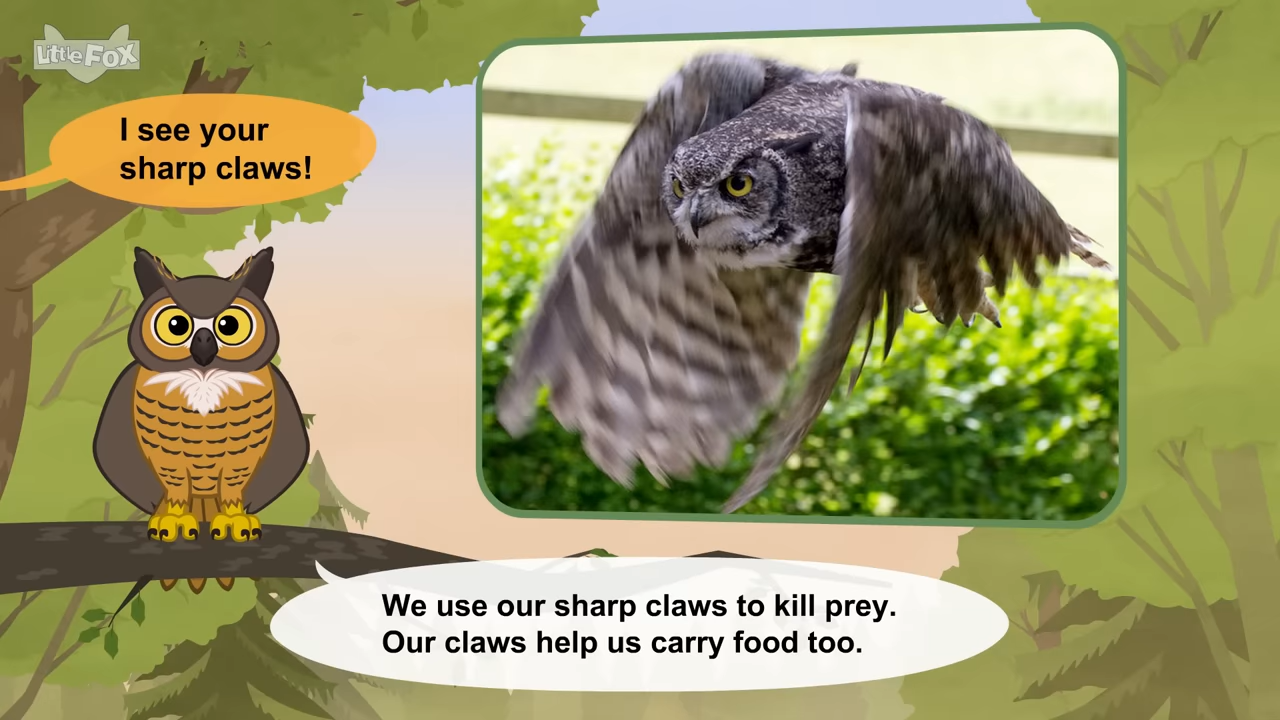 Little Fox
I see your
sharp claws!
We use our sharp claws to kill prey.
Our claws help us carry food too.